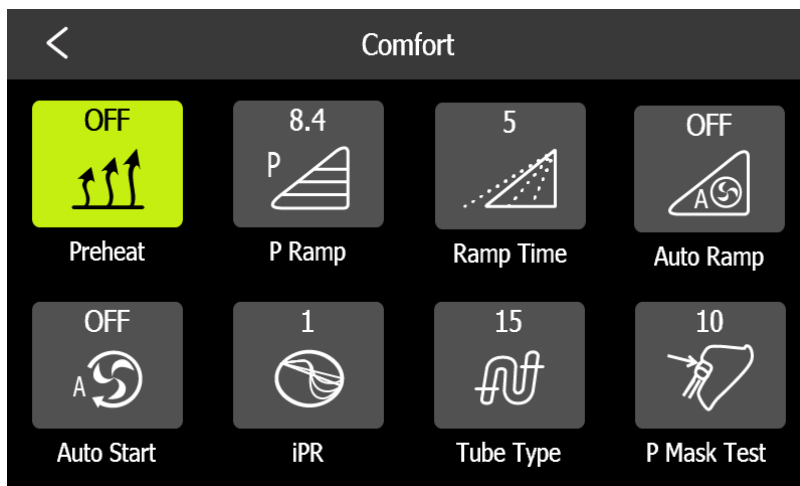 Comfort
OFF 8.4 5 OFF
P A
Preheat P Ramp Ramp Time Auto Ramp
OFF 1 15 10
A
Auto Start iPR Tube Type P Mask Test